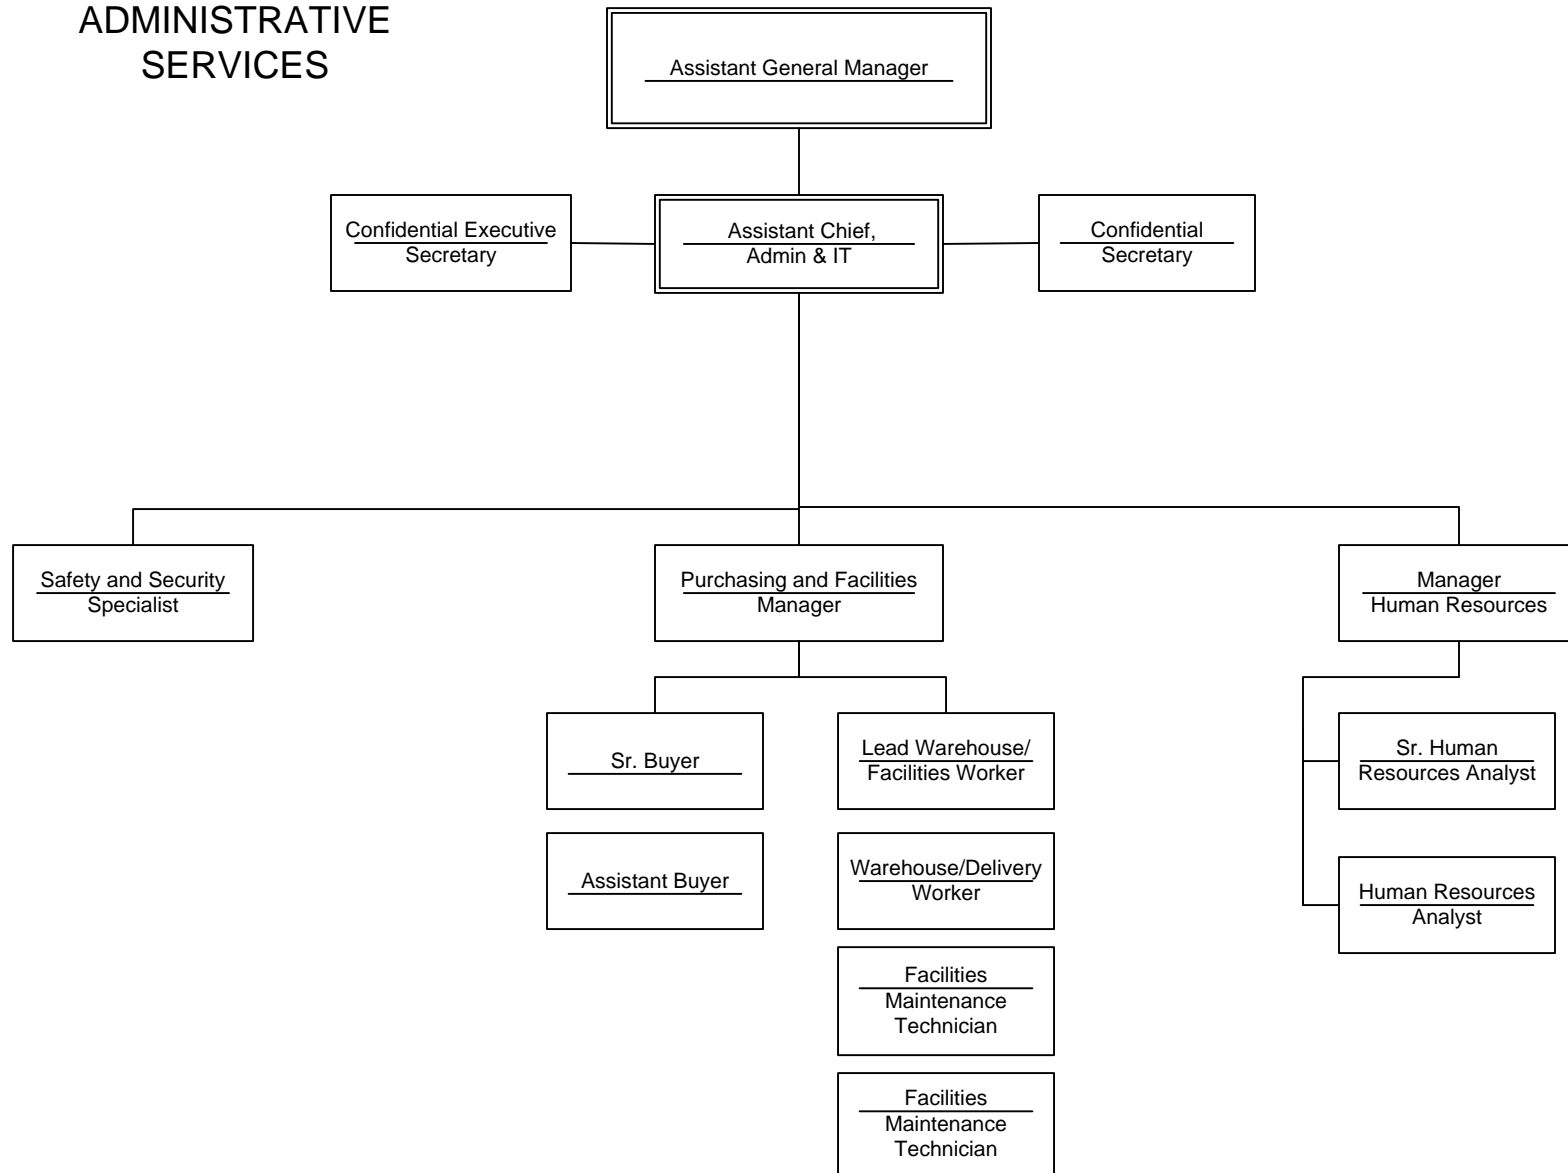 ADMINISTRATIVE
SERVICES
Assistant General Manager
Confidential Executive
Secretary
Assistant Chief,
Admin & IT
Confidential
Secretary
Safety and Security
Specialist
Purchasing and Facilities
Manager
Manager
Human Resources
Sr. Buyer
Lead Warehouse/
Facilities Worker
Sr. Human
Resources Analyst
Assistant Buyer
Warehouse/Delivery
Worker
Human Resources
Analyst
Facilities
Maintenance
Technician
Facilities
Maintenance
Technician